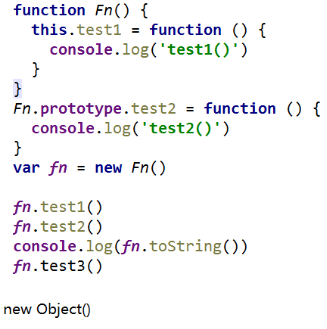 function Fn() {
  this.test1 = function () {
    console.log('test1()')
  }
}
Fn.prototype.test2 = function () {
  console.log('test2()')
}
var fn = new Fn()

fn.test1()
fn.test2()
console.log(fn.toString())
fn.test3()

new Object()